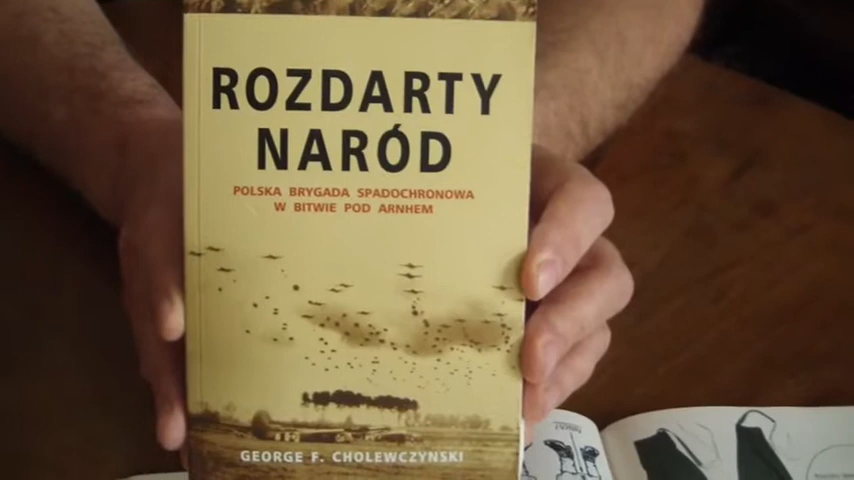 ROZDARTY
NARÓD
POLSKA BRYGADA SPADOCHRONOWA
W BITWIE POD ARNHEM
GEORGE F. CHOLEWCZYNSKI